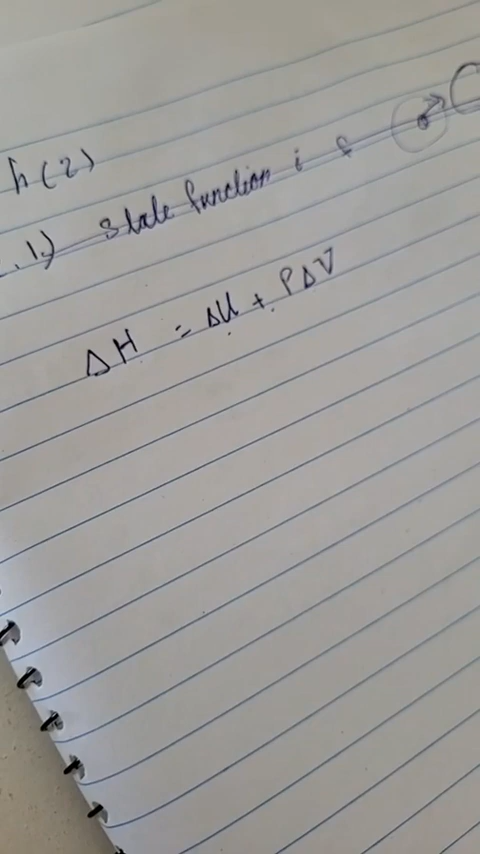 h(2)
.1.) State function i f
ΔH = ΔU + PΔV